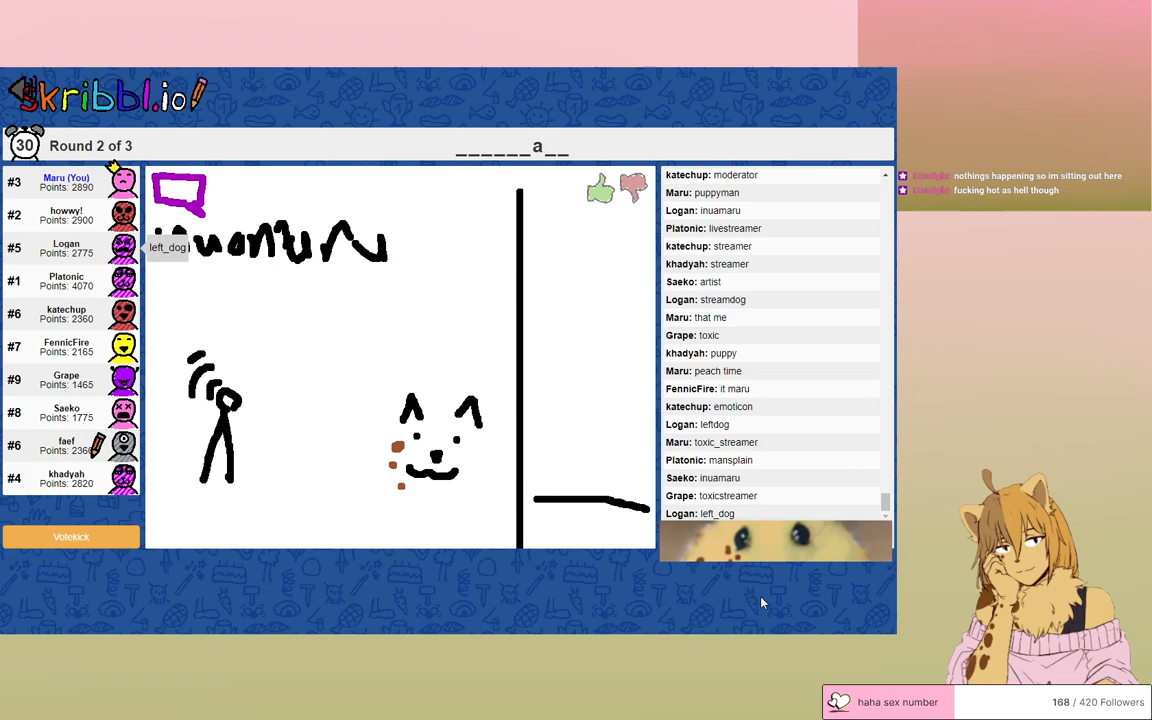 skribbl.io
30
Round 2 of 3
______a__
#3 Maru (You)
Points: 2890
#2 howwy!
Points: 2900
#5 Logan
Points: 2775
#1 Platonic
Points: 4070
#6 katechup
Points: 2360
#7 FennicFire
Points: 2165
#9 Grape
Points: 1465
#8 Saeko
Points: 1775
#6 faef
Points: 2360
#4 khadyah
Points: 2820
Votekick
left_dog
katechup: moderator
Maru: puppyman
Logan: inuamaru
Platonic: livestreamer
katechup: streamer
khadyah: streamer
Saeko: artist
Logan: streamdog
Maru: that me
Grape: toxic
khadyah: puppy
Maru: peach time
FennicFire: it maru
katechup: emoticon
Logan: leftdog
Maru: toxic_streamer
Platonic: mansplain
Saeko: inuamaru
Grape: toxicstreamer
Logan: left_dog
nothings happening so im sitting out here
fucking hot as hell though
haha sex number
168 / 420 Followers